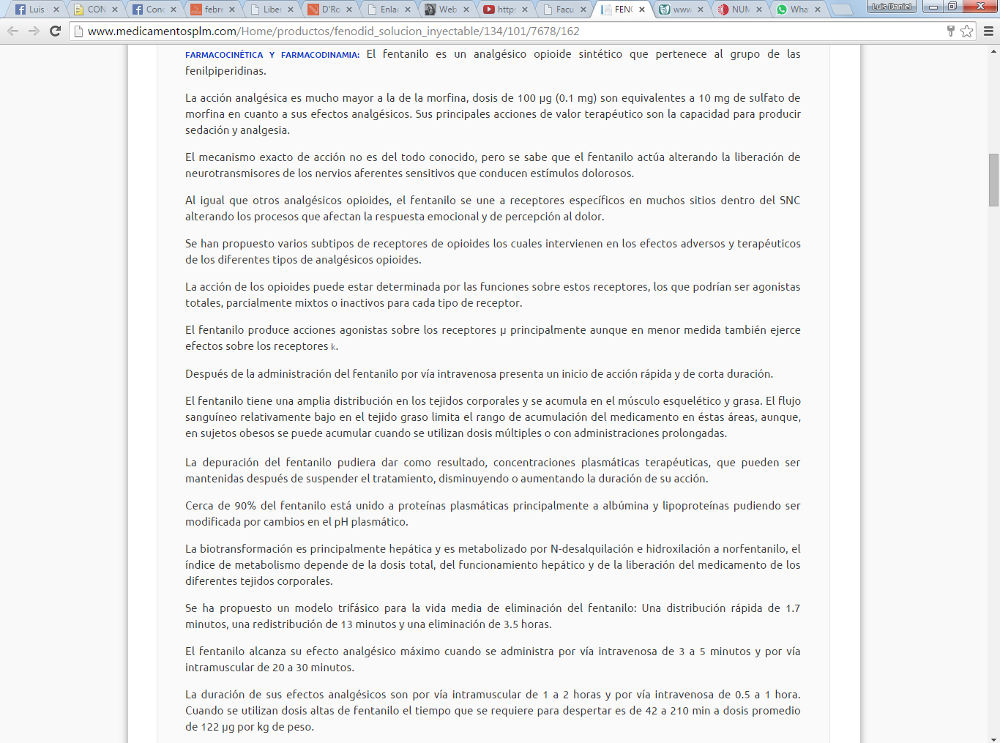 Luis
CON
Conc
febre
Liber
D'Ro
Enlac
Web
https
Facu
FENO
www
NUM
Wha
Luis Daniel
www.medicamentosplm.com/Home/productos/fenodid_solucion_inyectable/134/101/7678/162
FARMACOCINÉTICA Y FARMACODINAMIA: El fentanilo es un analgésico opioide sintético que pertenece al grupo de las
fenilpiperidinas.
La acción analgésica es mucho mayor a la de la morfina, dosis de 100 µg (0.1 mg) son equivalentes a 10 mg de sulfato de
morfina en cuanto a sus efectos analgésicos. Sus principales acciones de valor terapéutico son la capacidad para producir
sedación y analgesia.
El mecanismo exacto de acción no es del todo conocido, pero se sabe que el fentanilo actúa alterando la liberación de
neurotransmisores de los nervios aferentes sensitivos que conducen estímulos dolorosos.
Al igual que otros analgésicos opioides, el fentanilo se une a receptores específicos en muchos sitios dentro del SNC
alterando los procesos que afectan la respuesta emocional y de percepción al dolor.
Se han propuesto varios subtipos de receptores de opioides los cuales intervienen en los efectos adversos y terapéuticos
de los diferentes tipos de analgésicos opioides.
La acción de los opioides puede estar determinada por las funciones sobre estos receptores, los que podrían ser agonistas
totales, parcialmente mixtos o inactivos para cada tipo de receptor.
El fentanilo produce acciones agonistas sobre los receptores µ principalmente aunque en menor medida también ejerce
efectos sobre los receptores k.
Después de la administración del fentanilo por vía intravenosa presenta un inicio de acción rápida y de corta duración.
El fentanilo tiene una amplia distribución en los tejidos corporales y se acumula en el músculo esquelético y grasa. El flujo
sanguíneo relativamente bajo en el tejido graso limita el rango de acumulación del medicamento en éstas áreas, aunque,
en sujetos obesos se puede acumular cuando se utilizan dosis múltiples o con administraciones prolongadas.
La depuración del fentanilo pudiera dar como resultado, concentraciones plasmáticas terapéuticas, que pueden ser
mantenidas después de suspender el tratamiento, disminuyendo o aumentando la duración de su acción.
Cerca de 90% del fentanilo está unido a proteínas plasmáticas principalmente a albúmina y lipoproteínas pudiendo ser
modificada por cambios en el pH plasmático.
La biotransformación es principalmente hepática y es metabolizado por N-desalquilación e hidroxilación a norfentanilo, el
índice de metabolismo depende de la dosis total, del funcionamiento hepático y de la liberación del medicamento de los
diferentes tejidos corporales.
Se ha propuesto un modelo trifásico para la vida media de eliminación del fentanilo: Una distribución rápida de 1.7
minutos, una redistribución de 13 minutos y una eliminación de 3.5 horas.
El fentanilo alcanza su efecto analgésico máximo cuando se administra por vía intravenosa de 3 a 5 minutos y por vía
intramuscular de 20 a 30 minutos.
La duración de sus efectos analgésicos son por vía intramuscular de 1 a 2 horas y por vía intravenosa de 0.5 a 1 hora.
Cuando se utilizan dosis altas de fentanilo el tiempo que se requiere para despertar es de 42 a 210 min a dosis promedio
de 122 µg por kg de peso.